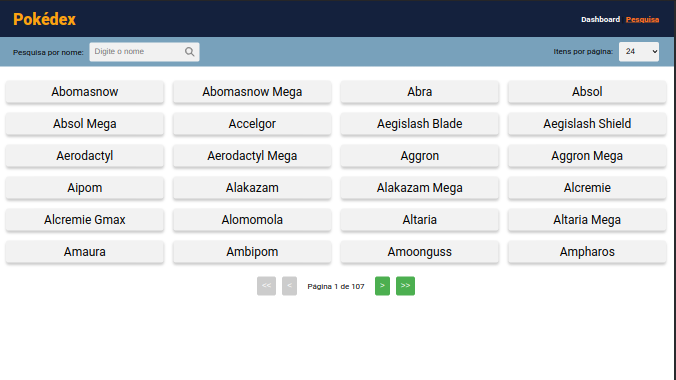 Pokédex
Dashboard Pesquisa
Pesquisa por nome: Digite o nome
Itens por página: 24
Abomasnow Abomasnow Mega Abra Absol
Absol Mega Accelgor Aegislash Blade Aegislash Shield
Aerodactyl Aerodactyl Mega Aggron Aggron Mega
Aipom Alakazam Alakazam Mega Alcremie
Alcremie Gmax Alomomola Altaria Altaria Mega
Amaura Ambipom Amoonguss Ampharos
<< < Página 1 de 107 > >>